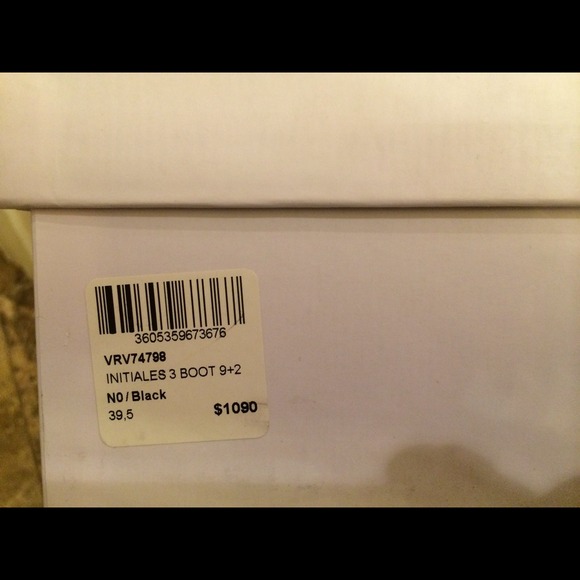 3605359673676
VRV74798
INITIALES 3 BOOT 9+2
N0/Black
39,5 $1090